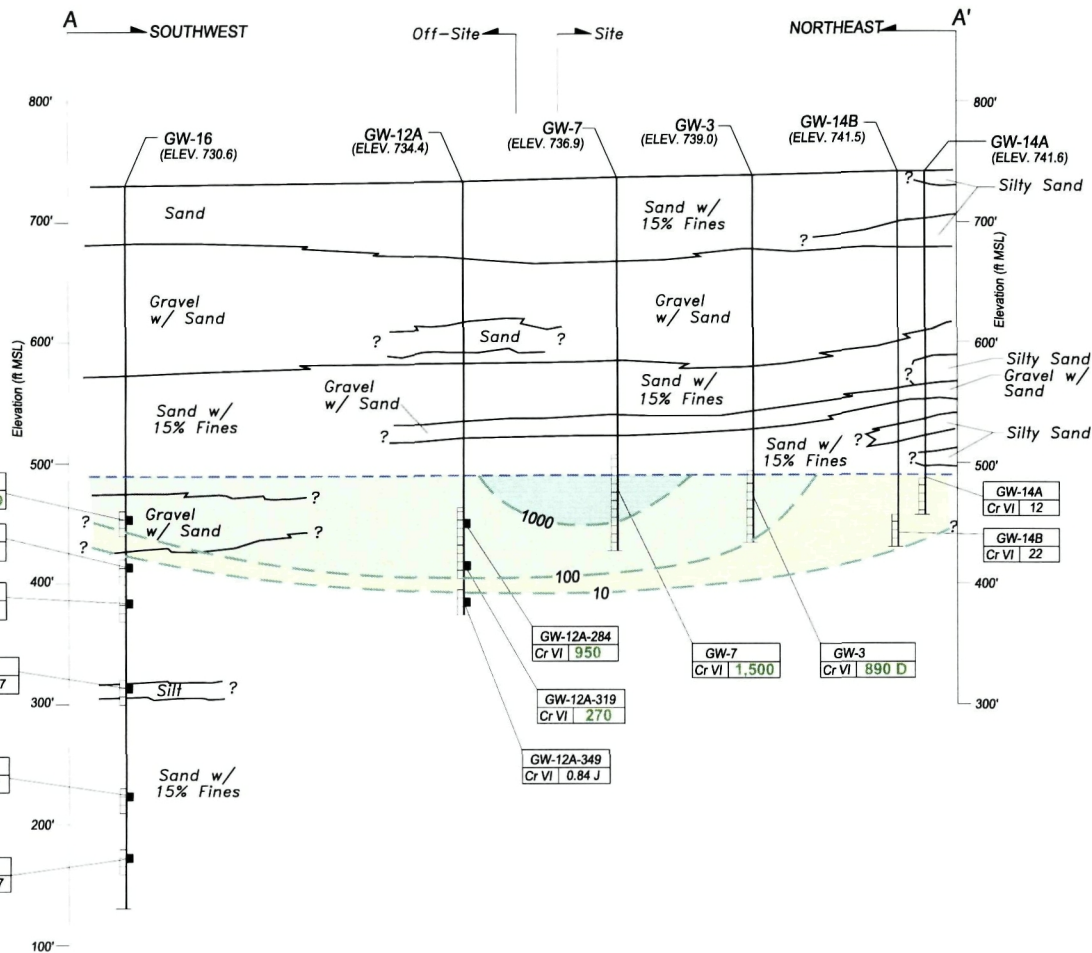 A
A'
SOUTHWEST
Off-Site
Site
NORTHEAST
800'
800'
GW-16
(ELEV. 730.6)
GW-12A
(ELEV. 734.4)
GW-7
(ELEV. 736.9)
GW-3
(ELEV. 739.0)
GW-14B
(ELEV. 741.5)
GW-14A
(ELEV. 741.6)
?
Silty Sand
Sand
Sand w/
15% Fines
700'
700'
?
Elevation (ft MSL)
Elevation (ft MSL)
Gravel
w/ Sand
Gravel
w/ Sand
600'
600'
?
Sand
?
Silty Sand
?
Gravel w/
Sand
Gravel
w/ Sand
Sand w/
15% Fines
Sand w/
15% Fines
?
?
Silty Sand
Sand w/
15% Fines
?
500'
500'
?
GW-14A
Cr VI 12
Gravel
w/ Sand
1000
?
?
?
?
GW-14B
Cr VI 22
400'
400'
100
10
GW-12A-284
Cr VI 950
GW-7
Cr VI 1,500
GW-3
Cr VI 890 D
7
Silt
?
GW-12A-319
Cr VI 270
300'
300'
GW-12A-349
Cr VI 0.84 J
Sand w/
15% Fines
200'
7
100'